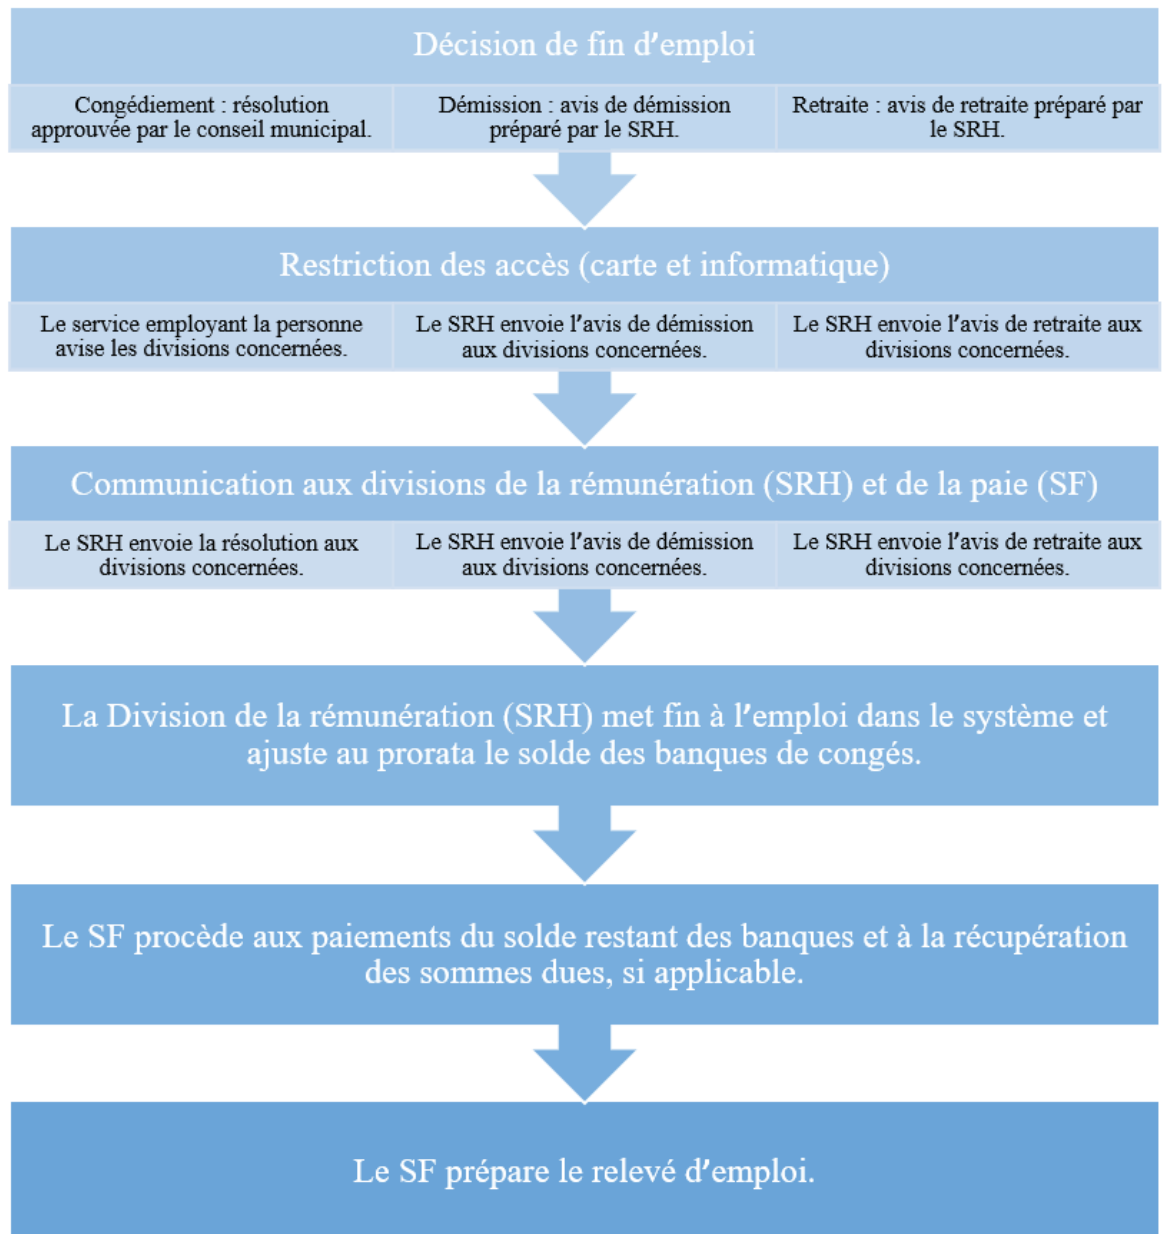 Décision de fin d’emploi
Congédiement : résolution
approuvée par le conseil municipal.
Démission : avis de démission
préparé par le SRH.
Retraite : avis de retraite préparé par
le SRH.
Restriction des accès (carte et informatique)
Le service employant la personne
avise les divisions concernées.
Le SRH envoie l’avis de démission
aux divisions concernées.
Le SRH envoie l’avis de retraite aux
divisions concernées.
Communication aux divisions de la rémunération (SRH) et de la paie (SF)
Le SRH envoie la résolution aux
divisions concernées.
Le SRH envoie l’avis de démission
aux divisions concernées.
Le SRH envoie l’avis de retraite aux
divisions concernées.
La Division de la rémunération (SRH) met fin à l’emploi dans le système et
ajuste au prorata le solde des banques de congés.
Le SF procède aux paiements du solde restant des banques et à la récupération
des sommes dues, si applicable.
Le SF prépare le relevé d’emploi.